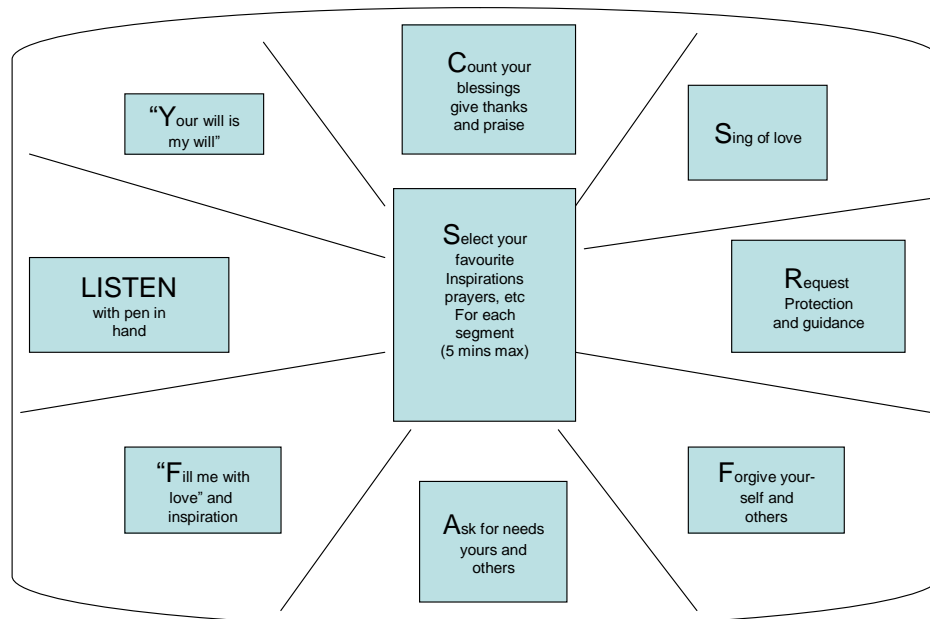 Count your
blessings
give thanks
and praise
Sing of love
Request
Protection
and guidance
Forgive your-
self and
others
Ask for needs
yours and
others
“Fill me with
love” and
inspiration
LISTEN
with pen in
hand
“Your will is
my will”
Select your
favourite
Inspirations
prayers, etc
For each
segment
(5 mins max)